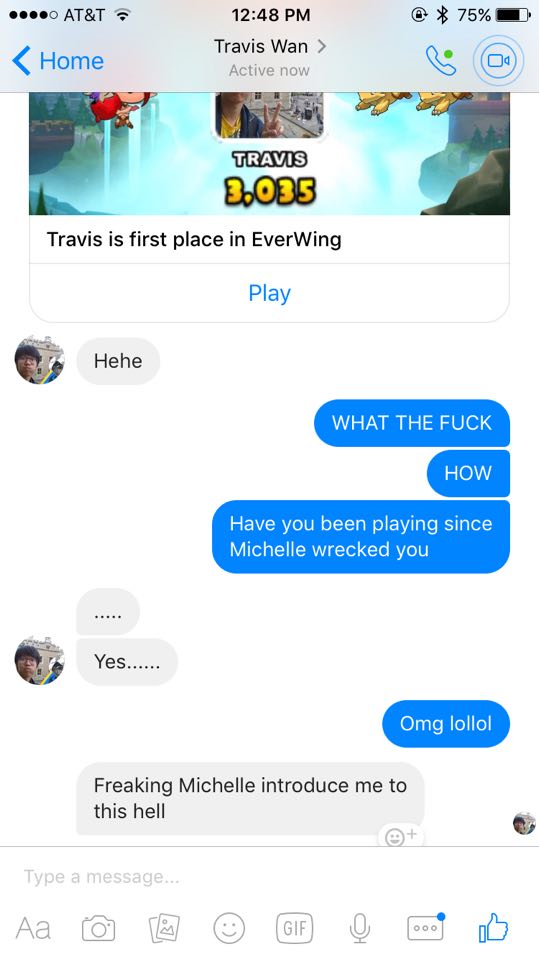 AT&T
12:48 PM
75%
Home
Travis Wan
Active now
TRAVIS
3,035
Travis is first place in EverWing
Play
Hehe
WHAT THE FUCK
HOW
Have you been playing since
Michelle wrecked you
.....
Yes......
Omg lollol
Freaking Michelle introduce me to
this hell
Type a message...
Aa
GIF